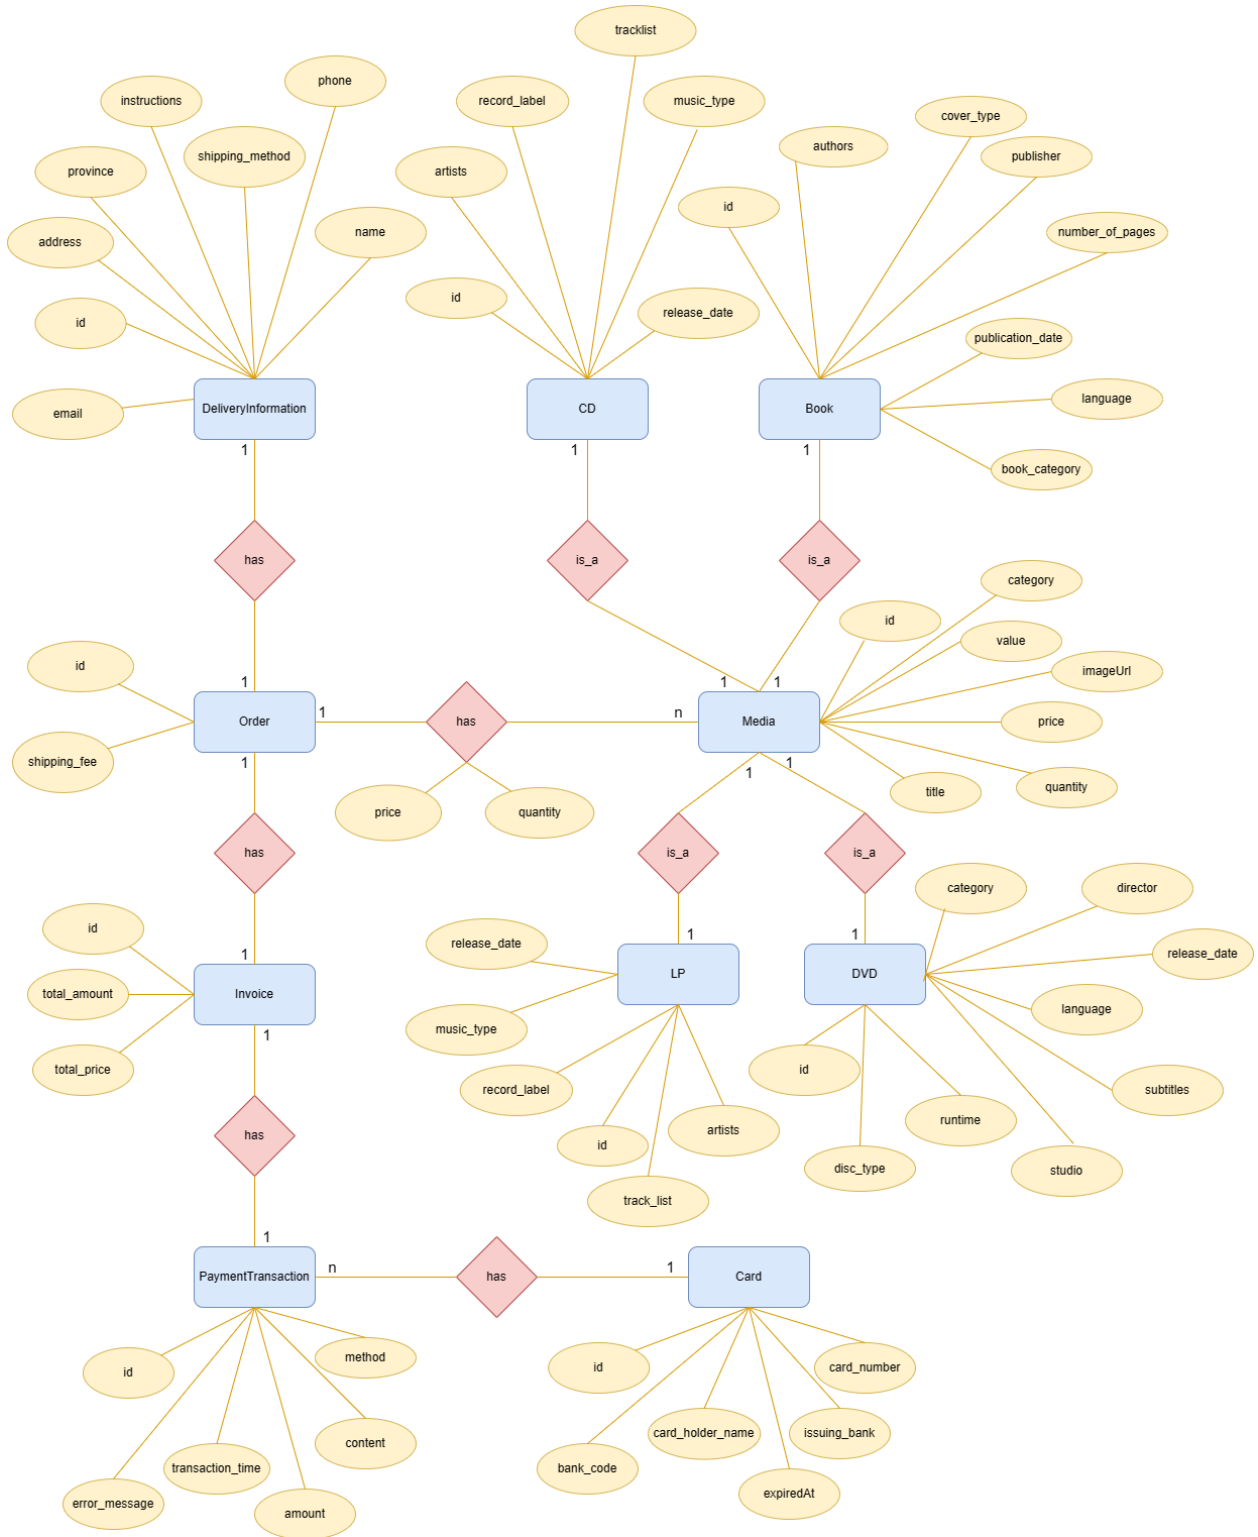 tracklist
phone
instructions
record_label
music_type
cover_type
shipping_method
authors
publisher
province
artists
id
address
name
number_of_pages
id
id
release_date
publication_date
email
DeliveryInformation
CD
Book
language
1
1
1
book_category
has
is_a
is_a
category
id
value
id
imageUrl
1
1
1
Order
1
has
n
Media
price
shipping_fee
1
1
1
quantity
title
price
quantity
has
is_a
is_a
category
director
id
release_date
1
1
1
release_date
LP
DVD
total_amount
Invoice
language
music_type
1
total_price
id
record_label
subtitles
has
runtime
artists
id
disc_type
studio
track_list
1
PaymentTransaction
n
has
1
Card
method
id
id
card_number
content
card_holder_name
issuing_bank
transaction_time
bank_code
error_message
expiredAt
amount